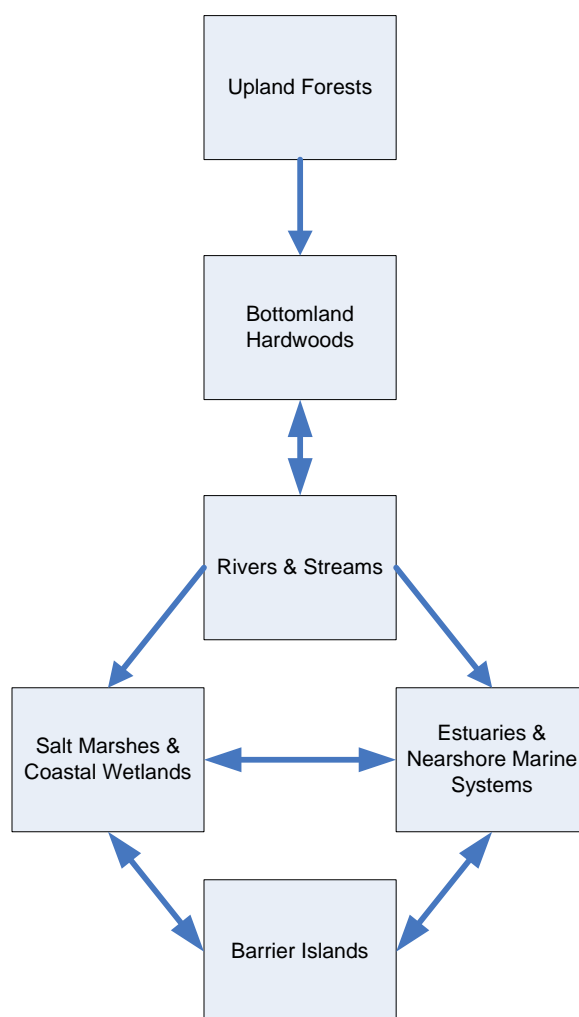 Upland Forests
Bottomland
Hardwoods
Rivers & Streams
Salt Marshes &
Coastal Wetlands
Estuaries &
Nearshore Marine
Systems
Barrier Islands